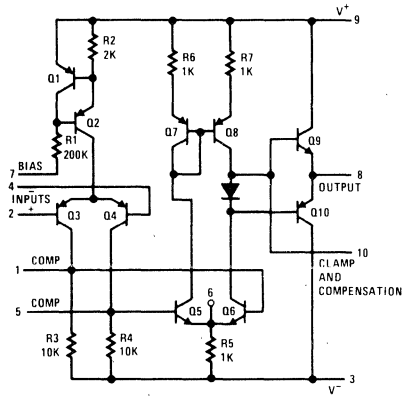 V+ 9
R2
2K
R6
1K
R7
1K
Q1
Q2
Q7
Q8
Q9
R1
200K
7 BIAS
4
INPUTS
−
+
2
Q3
Q4
8
OUTPUT
Q10
10
CLAMP
AND
COMPENSATION
1 COMP
6
5 COMP
Q5
Q6
R3
10K
R4
10K
R5
1K
V− 3